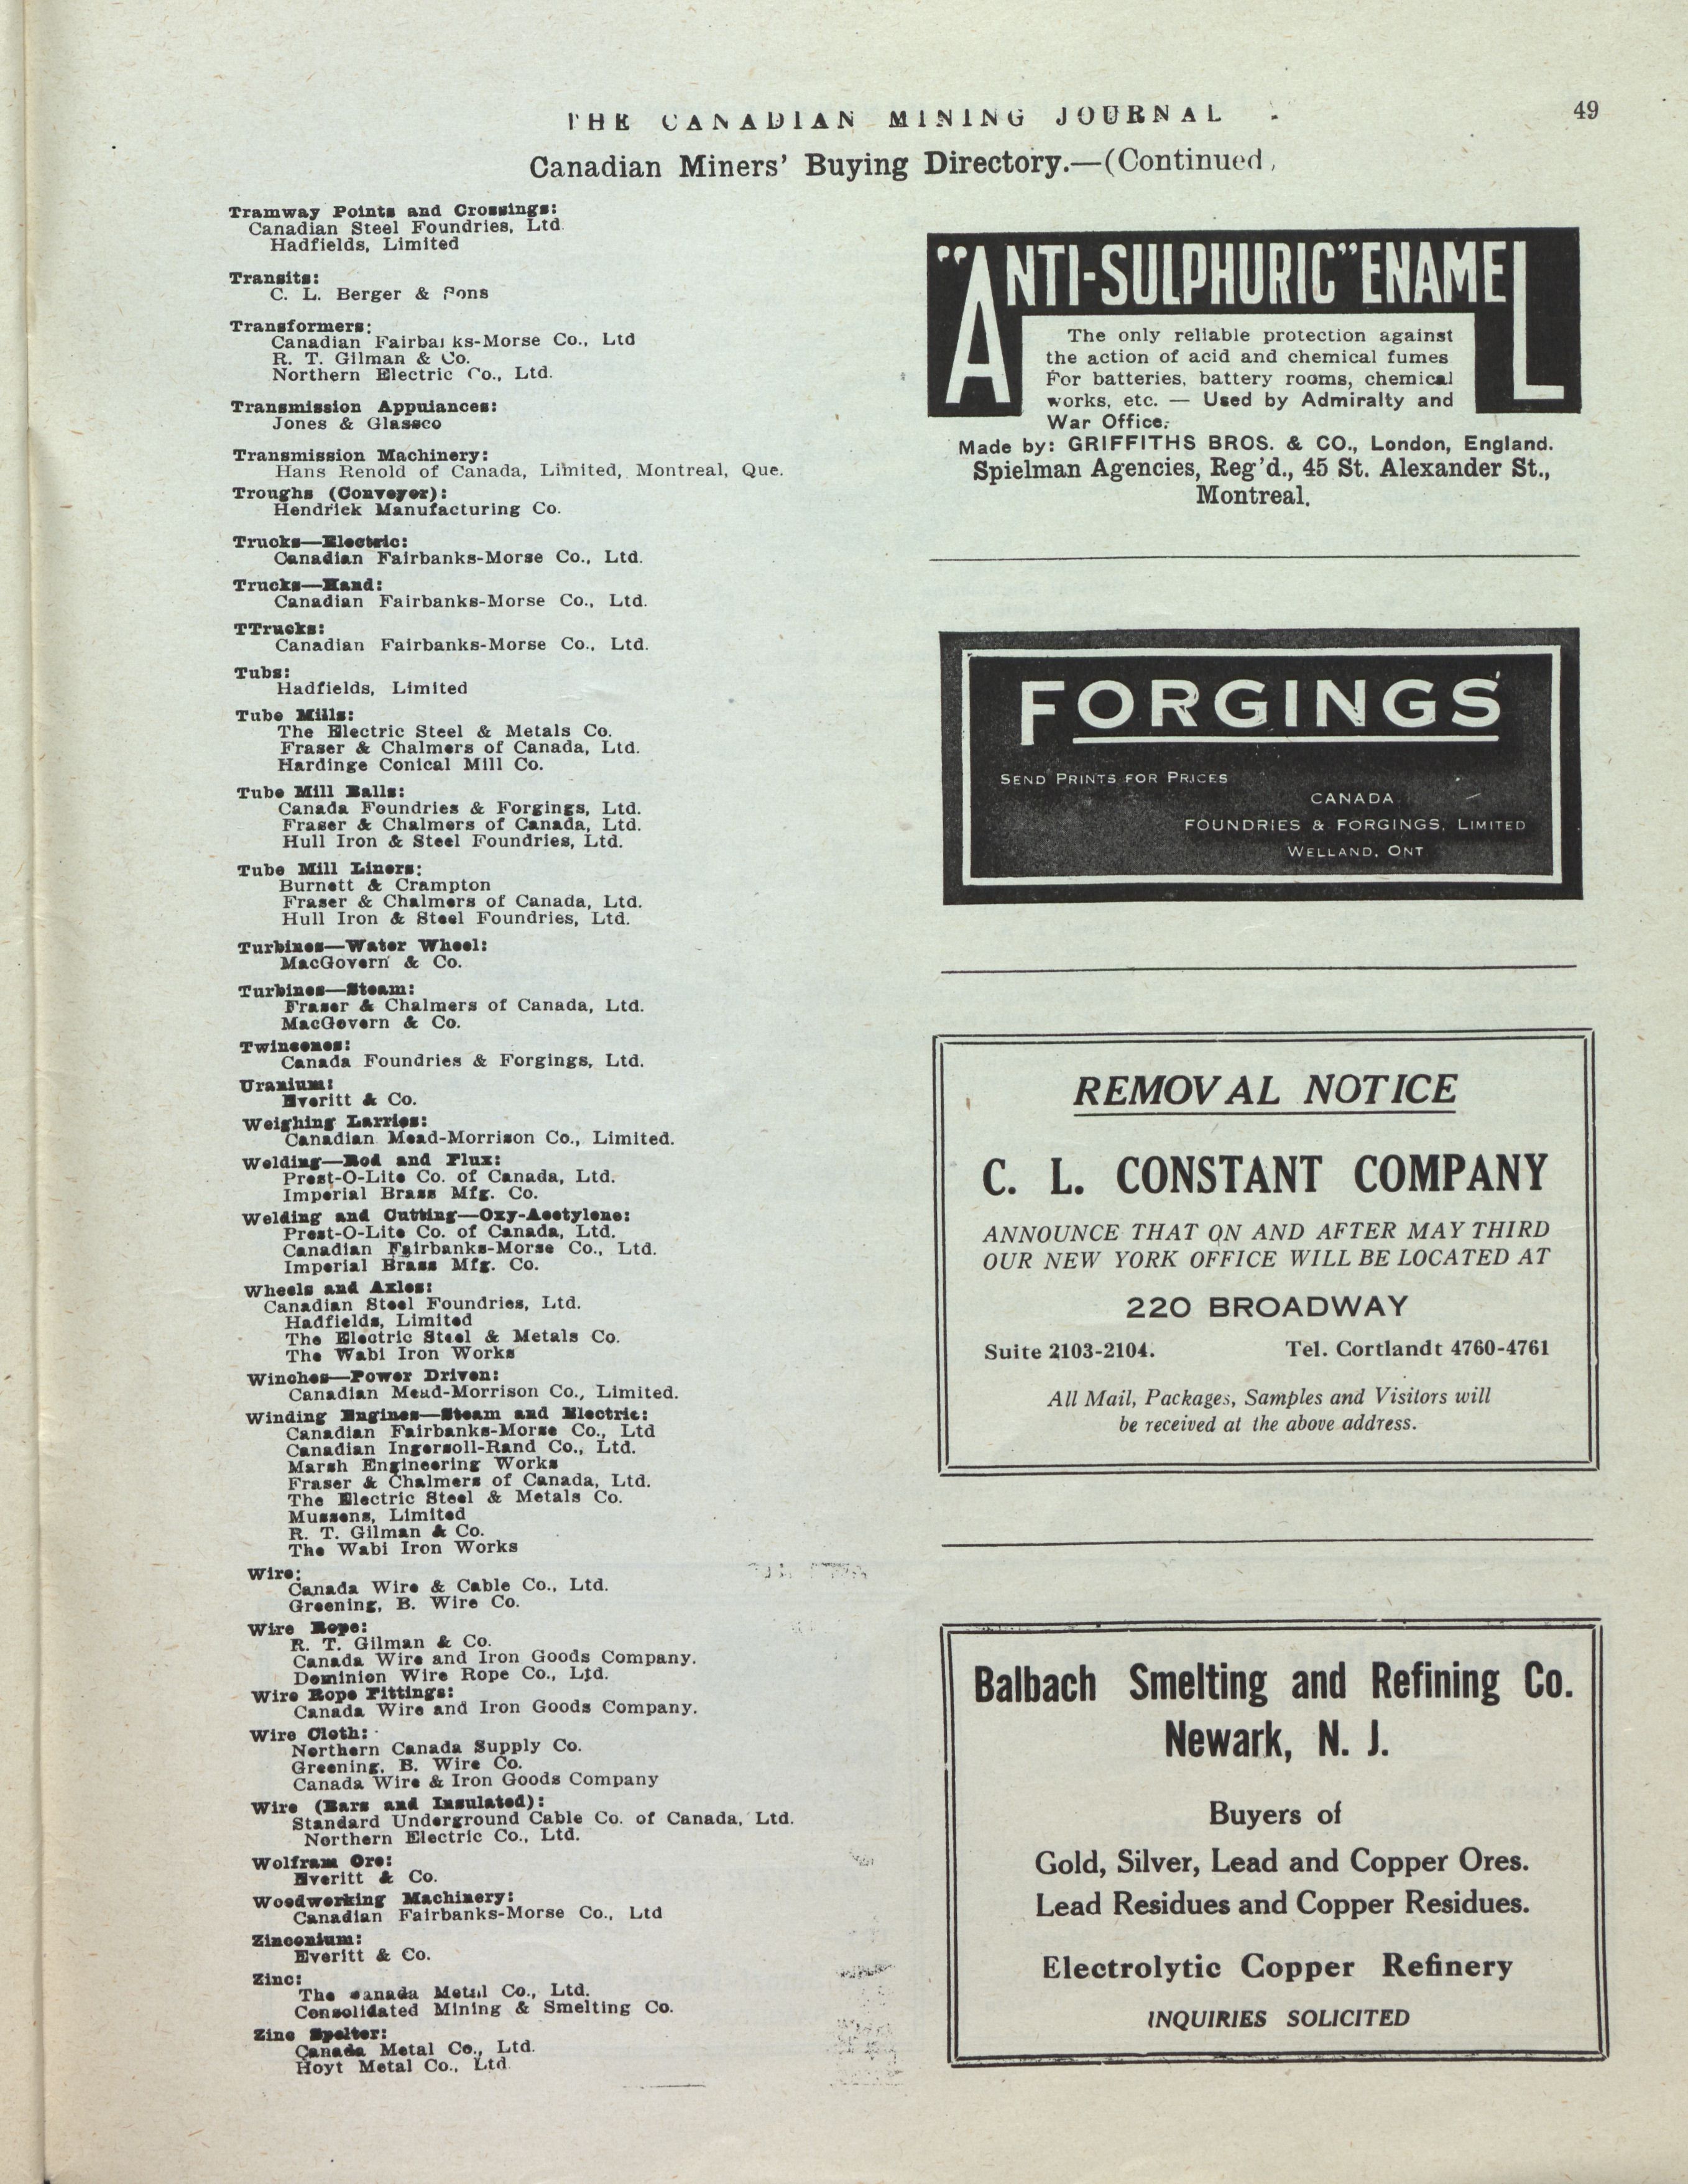 THE CANADIAN MINING JOURNAL
49
Canadian Miners' Buying Directory.—(Continued
Tramway Points and Crossings:
Canadian Steel Foundries, Ltd.
Hadfields, Limited
Transits:
C. L. Berger & Sons
Transformers:
Canadian Fairbanks-Morse Co., Ltd
R. T. Gilman & Co.
Northern Electric Co., Ltd.
Transmission Appuiances:
Jones & Glassco
Transmission Machinery:
Hans Renold of Canada, Limited, Montreal, Que.
Troughs (Conveyor):
Hendrick Manufacturing Co.
Trucks—Electric:
Canadian Fairbanks-Morse Co., Ltd.
Trucks—Hand:
Canadian Fairbanks-Morse Co., Ltd.
TTrucks:
Canadian Fairbanks-Morse Co., Ltd.
Tubs:
Hadfields, Limited
Tube Mills:
The Electric Steel & Metals Co.
Fraser & Chalmers of Canada, Ltd.
Hardinge Conical Mill Co.
Tube Mill Balls:
Canada Foundries & Forgings, Ltd.
Fraser & Chalmers of Canada, Ltd.
Hull Iron & Steel Foundries, Ltd.
Tube Mill Liners:
Burnett & Crampton
Fraser & Chalmers of Canada, Ltd.
Hull Iron & Steel Foundries, Ltd.
Turbines—Water Wheel:
MacGovern & Co.
Turbines—Steam:
Fraser & Chalmers of Canada, Ltd.
MacGovern & Co.
Twincones:
Canada Foundries & Forgings, Ltd.
Uranium:
Everitt & Co.
Weighing Larries:
Canadian Mead-Morrison Co., Limited.
Welding—Rod and Flux:
Prest-O-Lite Co. of Canada, Ltd.
Imperial Brass Mfg. Co.
Welding and Cutting—Oxy-Acetylene:
Prest-O-Lite Co. of Canada, Ltd.
Canadian Fairbanks-Morse Co., Ltd.
Imperial Brass Mfg. Co.
Wheels and Axles:
Canadian Steel Foundries, Ltd.
Hadfields, Limited
The Electric Steel & Metals Co.
The Wabi Iron Works
Winches—Power Driven:
Canadian Mead-Morrison Co., Limited.
Winding Engines—Steam and Electric:
Canadian Fairbanks-Morse Co., Ltd
Canadian Ingersoll-Rand Co., Ltd.
Marsh Engineering Works
Fraser & Chalmers of Canada, Ltd.
The Electric Steel & Metals Co.
Mussens, Limited
R. T. Gilman & Co.
The Wabi Iron Works
Wire:
Canada Wire & Cable Co., Ltd.
Greening, B. Wire Co.
Wire Rope:
R. T. Gilman & Co.
Canada Wire and Iron Goods Company.
Dominion Wire Rope Co., Ltd.
Wire Rope Fittings:
Canada Wire and Iron Goods Company.
Wire Cloth:
Northern Canada Supply Co.
Greening, B. Wire Co.
Canada Wire & Iron Goods Company
Wire (Bars and Insulated):
Standard Underground Cable Co. of Canada, Ltd.
Northern Electric Co., Ltd.
Wolfram Ore:
Everitt & Co.
Woodworking Machinery:
Canadian Fairbanks-Morse Co., Ltd
Zinconium:
Everitt & Co.
Zinc:
The Canada Metal Co., Ltd.
Consolidated Mining & Smelting Co.
Zinc Spelter:
Canada Metal Co., Ltd.
Hoyt Metal Co., Ltd.
"ANTI-SULPHURIC" ENAMEL
The only reliable protection against
the action of acid and chemical fumes
For batteries, battery rooms, chemical
works, etc. — Used by Admiralty and
War Office.
Made by: GRIFFITHS BROS. & CO., London, England.
Spielman Agencies, Reg'd., 45 St. Alexander St.,
Montreal.
FORGINGS
SEND PRINTS FOR PRICES
CANADA
FOUNDRIES & FORGINGS, LIMITED
WELLAND, ONT
REMOVAL NOTICE
C. L. CONSTANT COMPANY
ANNOUNCE THAT ON AND AFTER MAY THIRD
OUR NEW YORK OFFICE WILL BE LOCATED AT
220 BROADWAY
Suite 2103-2104. Tel. Cortlandt 4760-4761
All Mail, Packages, Samples and Visitors will
be received at the above address.
Balbach Smelting and Refining Co.
Newark, N. J.
Buyers of
Gold, Silver, Lead and Copper Ores.
Lead Residues and Copper Residues.
Electrolytic Copper Refinery
INQUIRIES SOLICITED